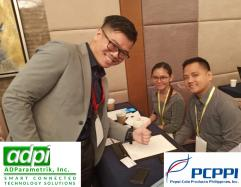 adpi
ADParametrik, Inc.
SMART CONNECTED
TECHNOLOGY SOLUTIONS
PCPPI
Pepsi-Cola Products Philippines, Inc.